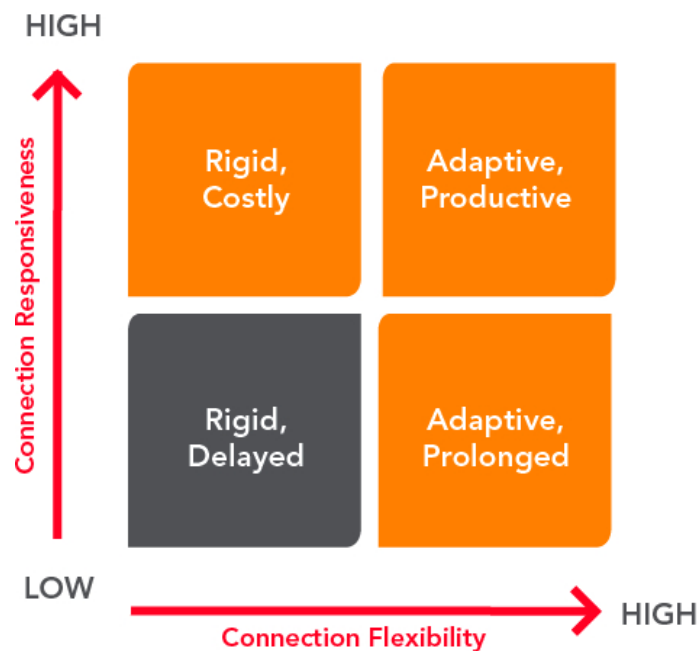 HIGH
Connection Responsiveness
Rigid,
Costly
Adaptive,
Productive
Rigid,
Delayed
Adaptive,
Prolonged
LOW
HIGH
Connection Flexibility